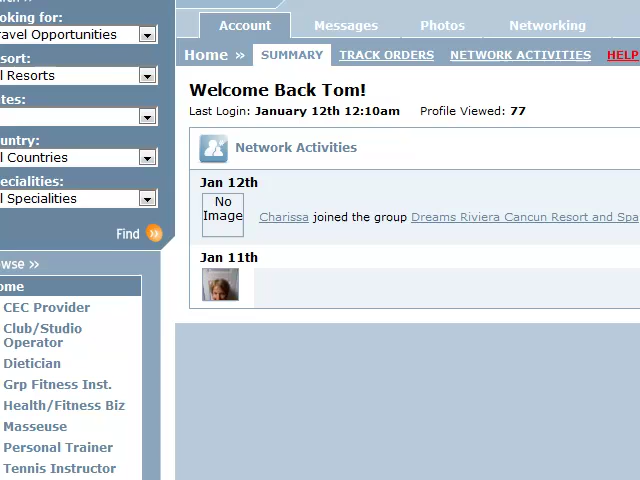 ooking for:
ravel Opportunities
sort:
l Resorts
tes:
untry:
l Countries
ecialities:
l Specialities
Find »
wse »
ome
CEC Provider
Club/Studio
Operator
Dietician
Grp Fitness Inst.
Health/Fitness Biz
Masseuse
Personal Trainer
Tennis Instructor
Account Messages Photos Networking
Home » SUMMARY TRACK ORDERS NETWORK ACTIVITIES HELP
Welcome Back Tom!
Last Login: January 12th 12:10am Profile Viewed: 77
Network Activities
Jan 12th
No
Image
Charissa joined the group Dreams Riviera Cancun Resort and Spa
Jan 11th